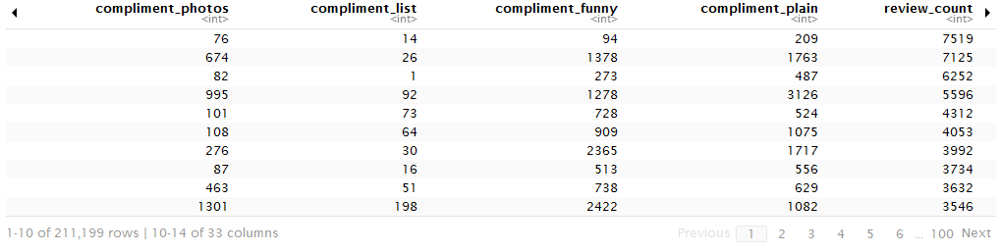 compliment_photos compliment_list compliment_funny compliment_plain review_count
<int> <int> <int> <int> <int>
76 14 94 209 7519
674 26 1378 1763 7125
82 1 273 487 6252
995 92 1278 3126 5596
101 73 728 524 4312
108 64 909 1075 4053
276 30 2365 1717 3992
87 16 513 556 3734
463 51 738 629 3632
1301 198 2422 1082 3546
1-10 of 211,199 rows | 10-14 of 33 columns Previous 1 2 3 4 5 6 ... 100 Next